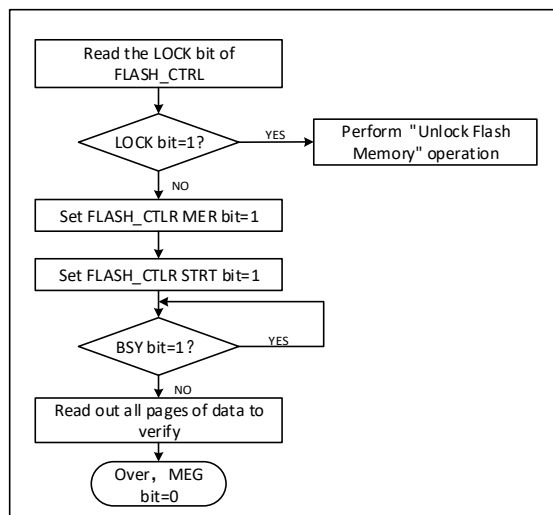 Read the LOCK bit of
FLASH_CTRL
LOCK bit=1?
YES
Perform "Unlock Flash
Memory" operation
NO
Set FLASH_CTLR MER bit=1
Set FLASH_CTLR STRT bit=1
BSY bit=1?
YES
NO
Read out all pages of data to
verify
Over，MEG
bit=0